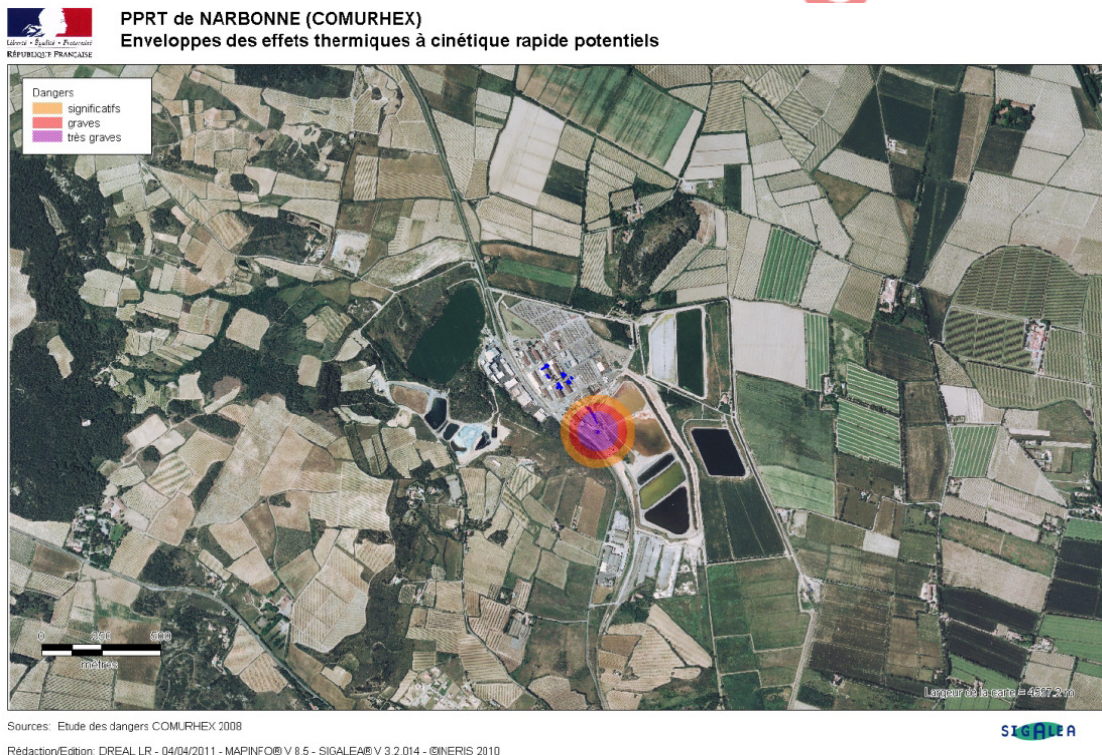 PPRT de NARBONNE (COMURHEX)
Enveloppes des effets thermiques à cinétique rapide potentiels
Liberté • Égalité • Fraternité
RÉPUBLIQUE FRANÇAISE
Dangers
significatifs
graves
très graves
0 250 500
mètres
Largeur de la carte = 4597.2 m
Sources: Etude des dangers COMURHEX 2008
SIGALEA
Rédaction/Edition: DREAL LR - 04/04/2011 - MAPINFO® V 8.5 - SIGALEA® V 3.2.014 - ©INERIS 2010